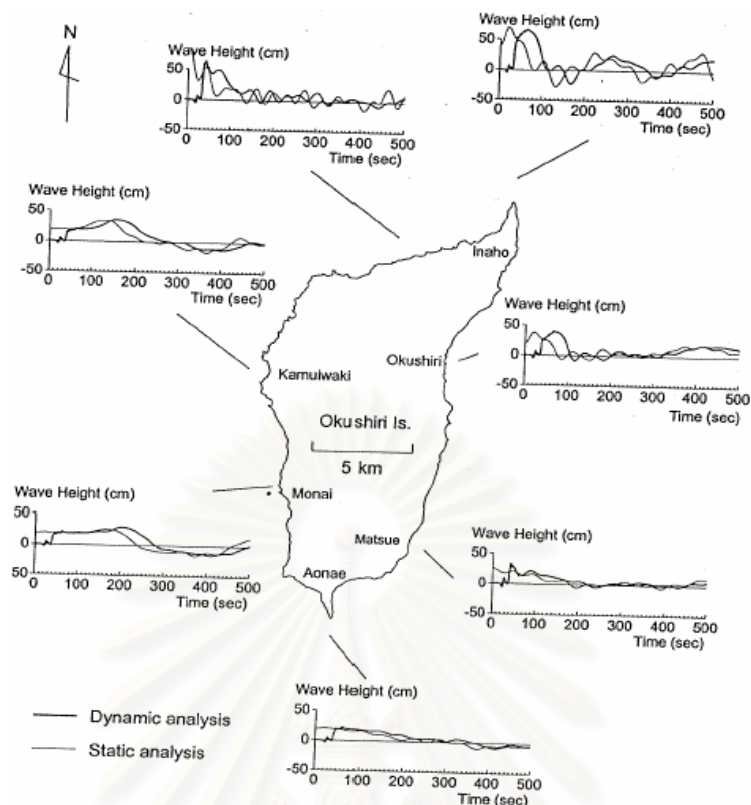 N
Wave Height (cm)
50
0
-50
0 100 200 300 400 500
Time (sec)
Wave Height (cm)
50
0
-50
0 100 200 300 400 500
Time (sec)
Wave Height (cm)
50
0
-50
0 100 200 300 400 500
Time (sec)
Inaho
Wave Height (cm)
50
0
-50
0 100 200 300 400 500
Time (sec)
Okushiri
Kamuiwaki
Okushiri Is.
5 km
Wave Height (cm)
50
0
-50
0 100 200 300 400 500
Time (sec)
Monai
Matsue
Aonae
Wave Height (cm)
50
0
-50
0 100 200 300 400 500
Time (sec)
Wave Height (cm)
50
0
-50
0 100 200 300 400 500
Time (sec)
Dynamic analysis
Static analysis